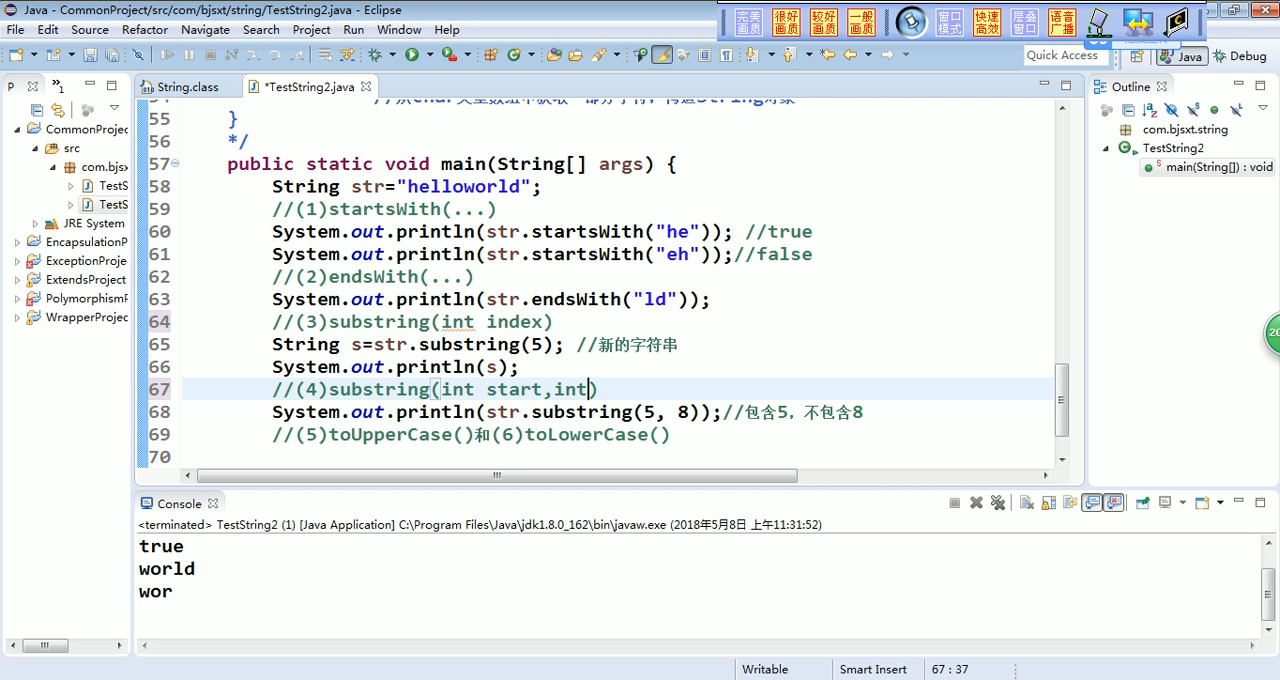 Java - CommonProject/src/com/bjsxt/string/TestString2.java - Eclipse
完美画质 很好画质 较好画质 一般画质 窗口模式 快速高效 层叠窗口 语音广播
File Edit Source Refactor Navigate Search Project Run Window Help
Quick Access
Java Debug
P
String.class
*TestString2.java
Outline
CommonProjec
src
com.bjsx
TestS
TestS
JRE System
EncapsulationP
ExceptionProje
ExtendsProject
PolymorphismP
WrapperProjec
com.bjsxt.string
TestString2
main(String[]) : void
55 }
56 */
57 public static void main(String[] args) {
58 String str="helloworld";
59 //(1)startsWith(...)
60 System.out.println(str.startsWith("he")); //true
61 System.out.println(str.startsWith("eh"));//false
62 //(2)endsWith(...)
63 System.out.println(str.endsWith("ld"));
64 //(3)substring(int index)
65 String s=str.substring(5); //新的字符串
66 System.out.println(s);
67 //(4)substring(int start,int)
68 System.out.println(str.substring(5, 8));//包含5，不包含8
69 //(5)toUpperCase()和(6)toLowerCase()
70
Console
<terminated> TestString2 (1) [Java Application] C:\Program Files\Java\jdk1.8.0_162\bin\javaw.exe (2018年5月8日 上午11:31:52)
true
world
wor
Writable Smart Insert 67 : 37